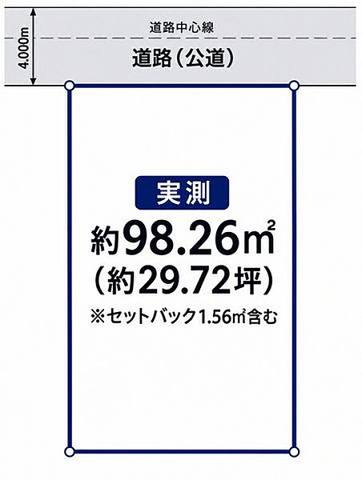 道路中心線
4.000m
道路(公道)
実測
約98.26㎡
(約29.72坪)
※セットバック1.56㎡含む